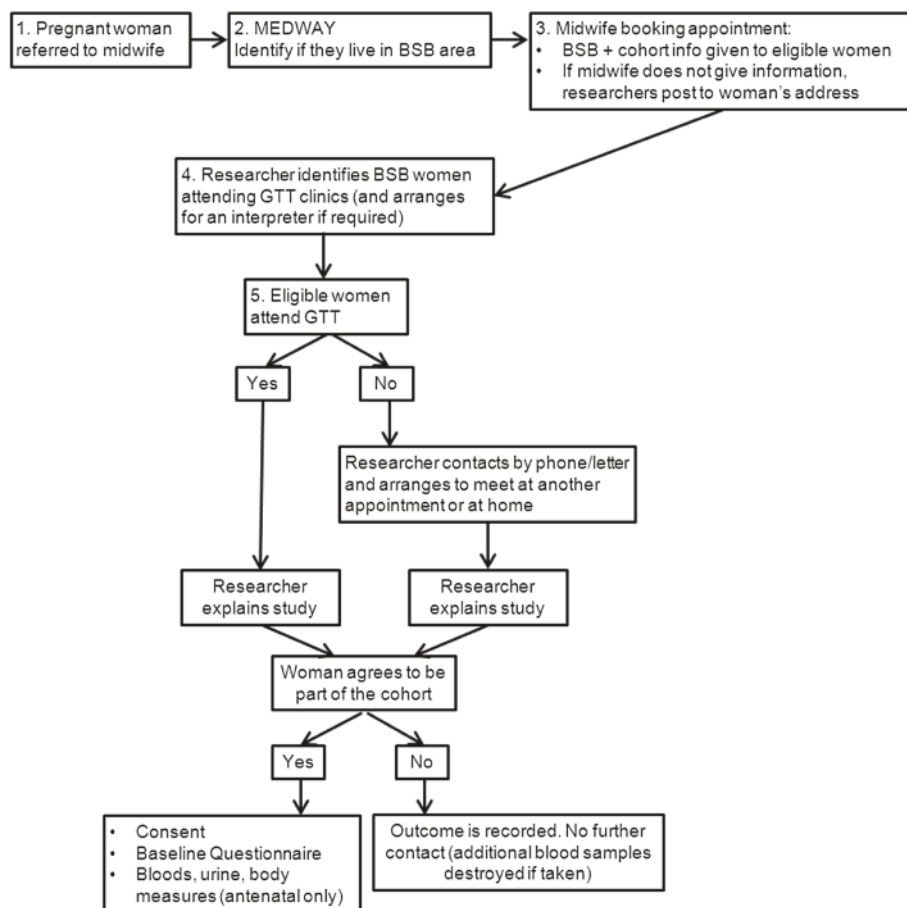 1. Pregnant woman
referred to midwife
2. MEDWAY
Identify if they live in BSB area
3. Midwife booking appointment:
• BSB + cohort info given to eligible women
• If midwife does not give information,
researchers post to woman's address
4. Researcher identifies BSB women
attending GTT clinics (and arranges
for an interpreter if required)
5. Eligible women
attend GTT
Yes
No
Researcher contacts by phone/letter
and arranges to meet at another
appointment or at home
Researcher
explains study
Researcher
explains study
Woman agrees to be
part of the cohort
Yes
No
• Consent
• Baseline Questionnaire
• Bloods, urine, body
measures (antenatal only)
Outcome is recorded. No further
contact (additional blood samples
destroyed if taken)